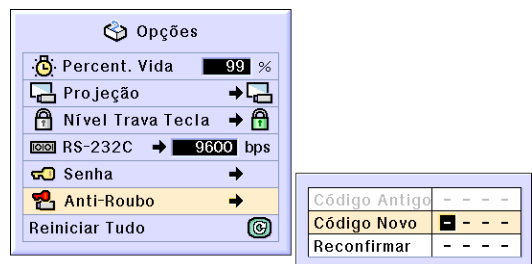 Opções
Percent. Vida 99 %
Projeção
Nível Trava Tecla
RS-232C 9600 bps
Senha
Anti-Roubo
Reiniciar Tudo
Código Antigo - - - -
Código Novo - - - -
Reconfirmar - - - -